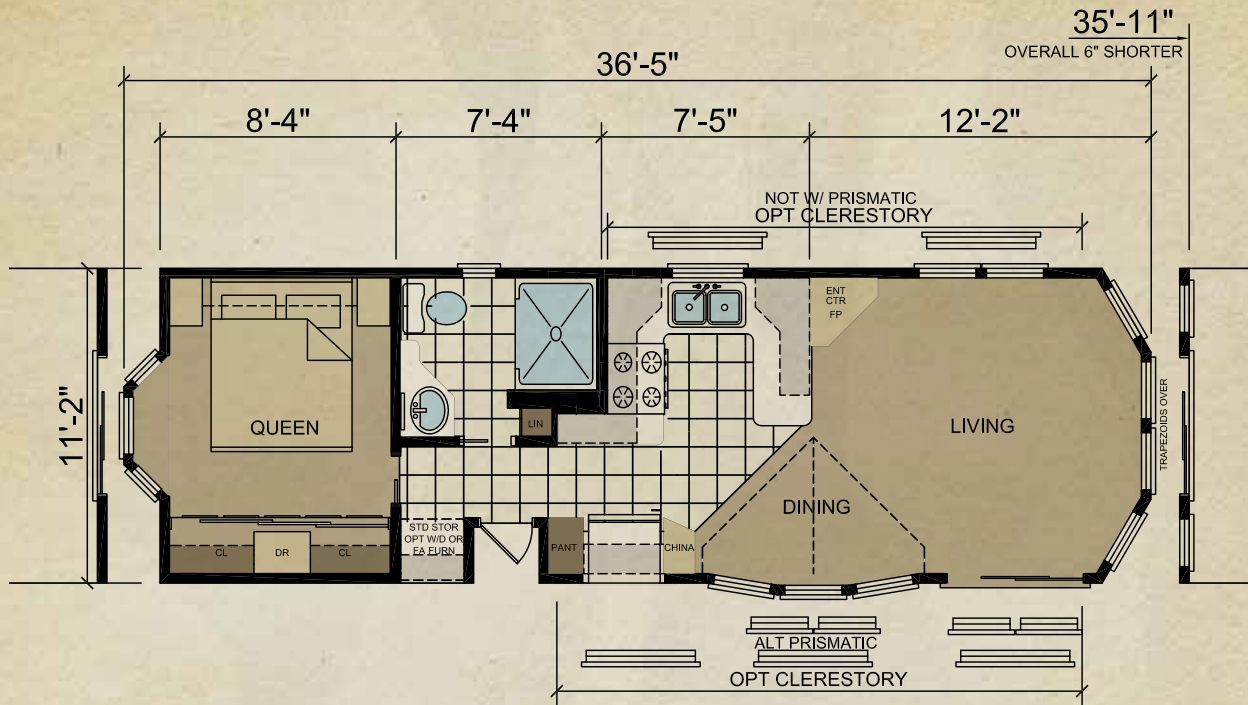 35'-11"
OVERALL 6" SHORTER
36'-5"
8'-4"
7'-4"
7'-5"
12'-2"
NOT W/ PRISMATIC
OPT CLERESTORY
11'-2"
QUEEN
CL
DR
CL
LIN
STD STOR
OPT W/D OR
FA FURN
PANT
CHINA
ENT
CTR
FP
DINING
LIVING
TRAPEZOIDS OVER
ALT PRISMATIC
OPT CLERESTORY